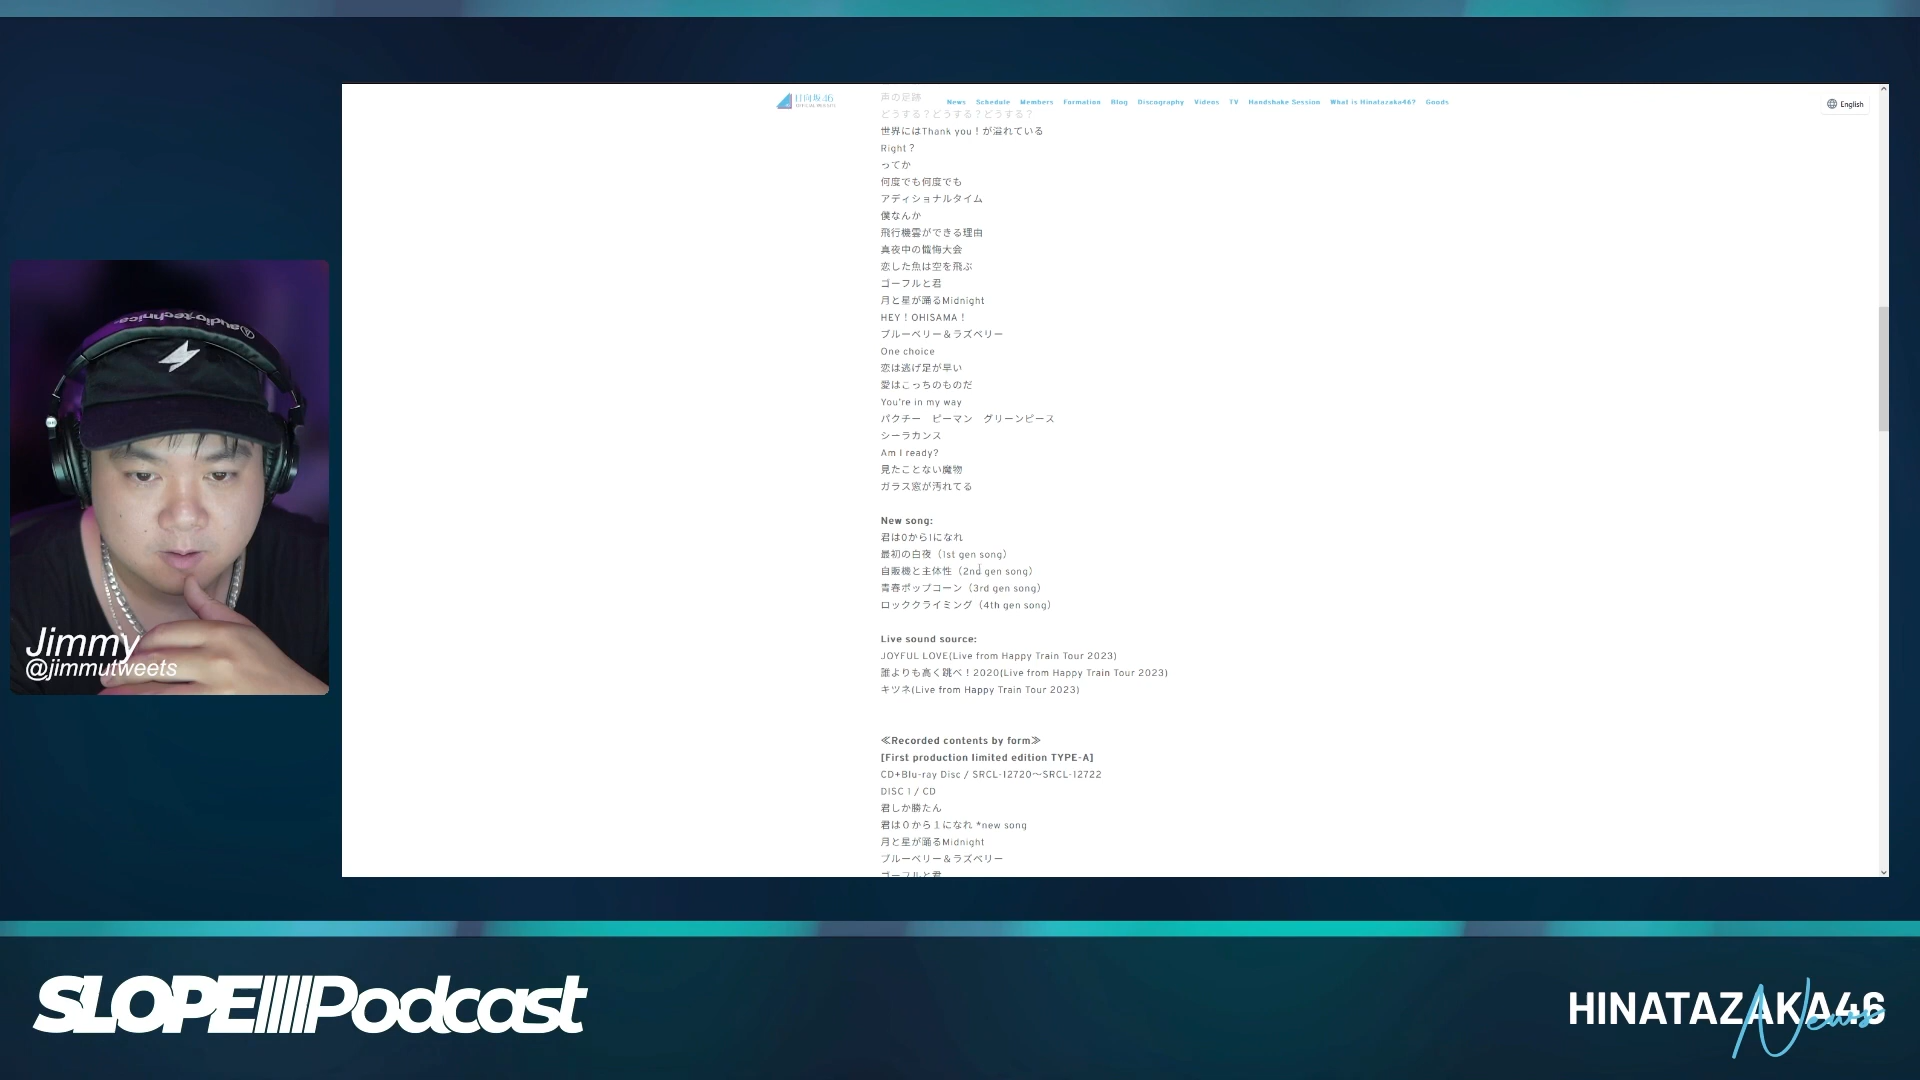 日向坂46
OFFICIAL WEB SITE
News Schedule Members Formation Blog Discography Videos TV Handshake Session What is Hinatazaka46? Goods
English
声の足跡
どうする?どうする?どうする?
世界にはThank you!が溢れている
Right?
ってか
何度でも何度でも
アディショナルタイム
僕なんか
飛行機雲ができる理由
真夜中の懺悔大会
恋した魚は空を飛ぶ
ゴーフルと君
月と星が踊るMidnight
HEY!OHISAMA!
ブルーベリー&ラズベリー
One choice
恋は逃げ足が早い
愛はこっちのものだ
You're in my way
パクチー ピーマン グリーンピース
シーラカンス
Am I ready?
見たことない魔物
ガラス窓が汚れてる
New song:
君は0から1になれ
最初の白夜(1st gen song)
自販機と主体性(2nd gen song)
青春ポップコーン(3rd gen song)
ロッククライミング(4th gen song)
Live sound source:
JOYFUL LOVE(Live from Happy Train Tour 2023)
誰よりも高く跳べ!2020(Live from Happy Train Tour 2023)
キツネ(Live from Happy Train Tour 2023)
≪Recorded contents by form≫
[First production limited edition TYPE-A]
CD+Blu-ray Disc / SRCL-12720~SRCL-12722
DISC 1 / CD
君しか勝たん
君は0から1になれ *new song
月と星が踊るMidnight
ブルーベリー&ラズベリー
ゴーフルと君
audio-technica
Jimmy
@jimmutweets
SLOPE Podcast
HINATAZAKA46
News